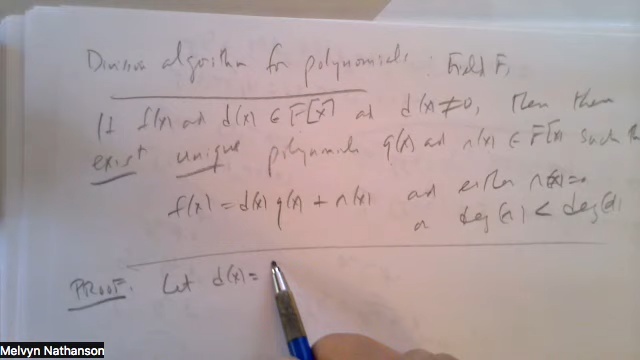 Division algorithm for polynomials: Field F,
If f(x) and d(x) ∈ F[x] and d(x) ≠ 0, Then there
exist unique polynomials q(x) and r(x) ∈ F[x] such th
f(x) = d(x) q(x) + r(x) and either r(x) = 0
or deg(r) < deg(d)
PROOF. Let d(x) =
Melvyn Nathanson